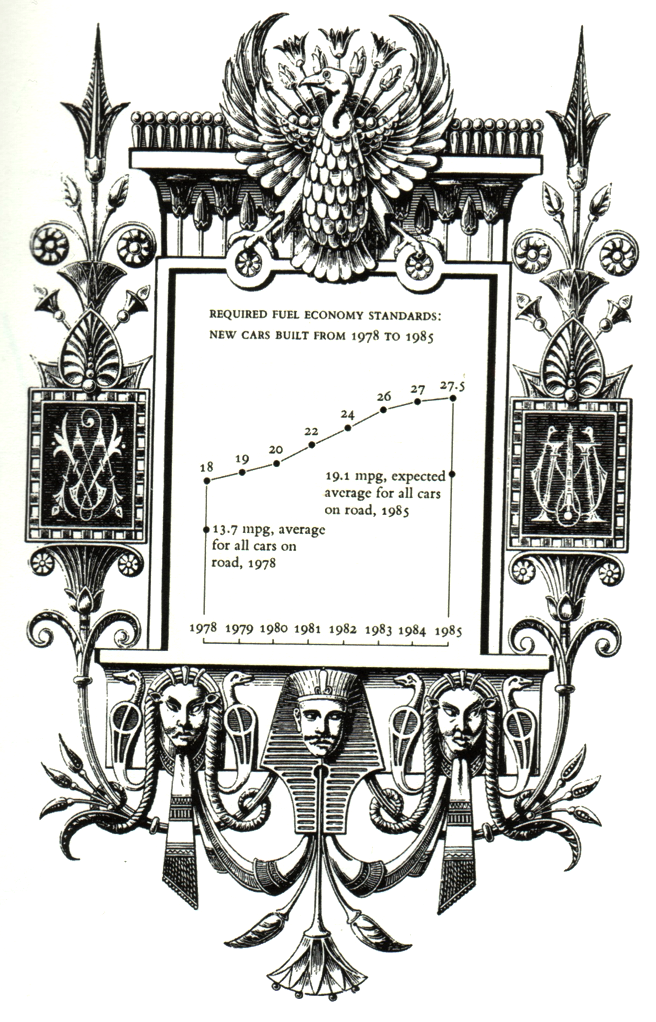 REQUIRED FUEL ECONOMY STANDARDS:
NEW CARS BUILT FROM 1978 TO 1985
18
19
20
22
24
26
27
27.5
19.1 mpg, expected
average for all cars
on road, 1985
13.7 mpg, average
for all cars on
road, 1978
1978 1979 1980 1981 1982 1983 1984 1985